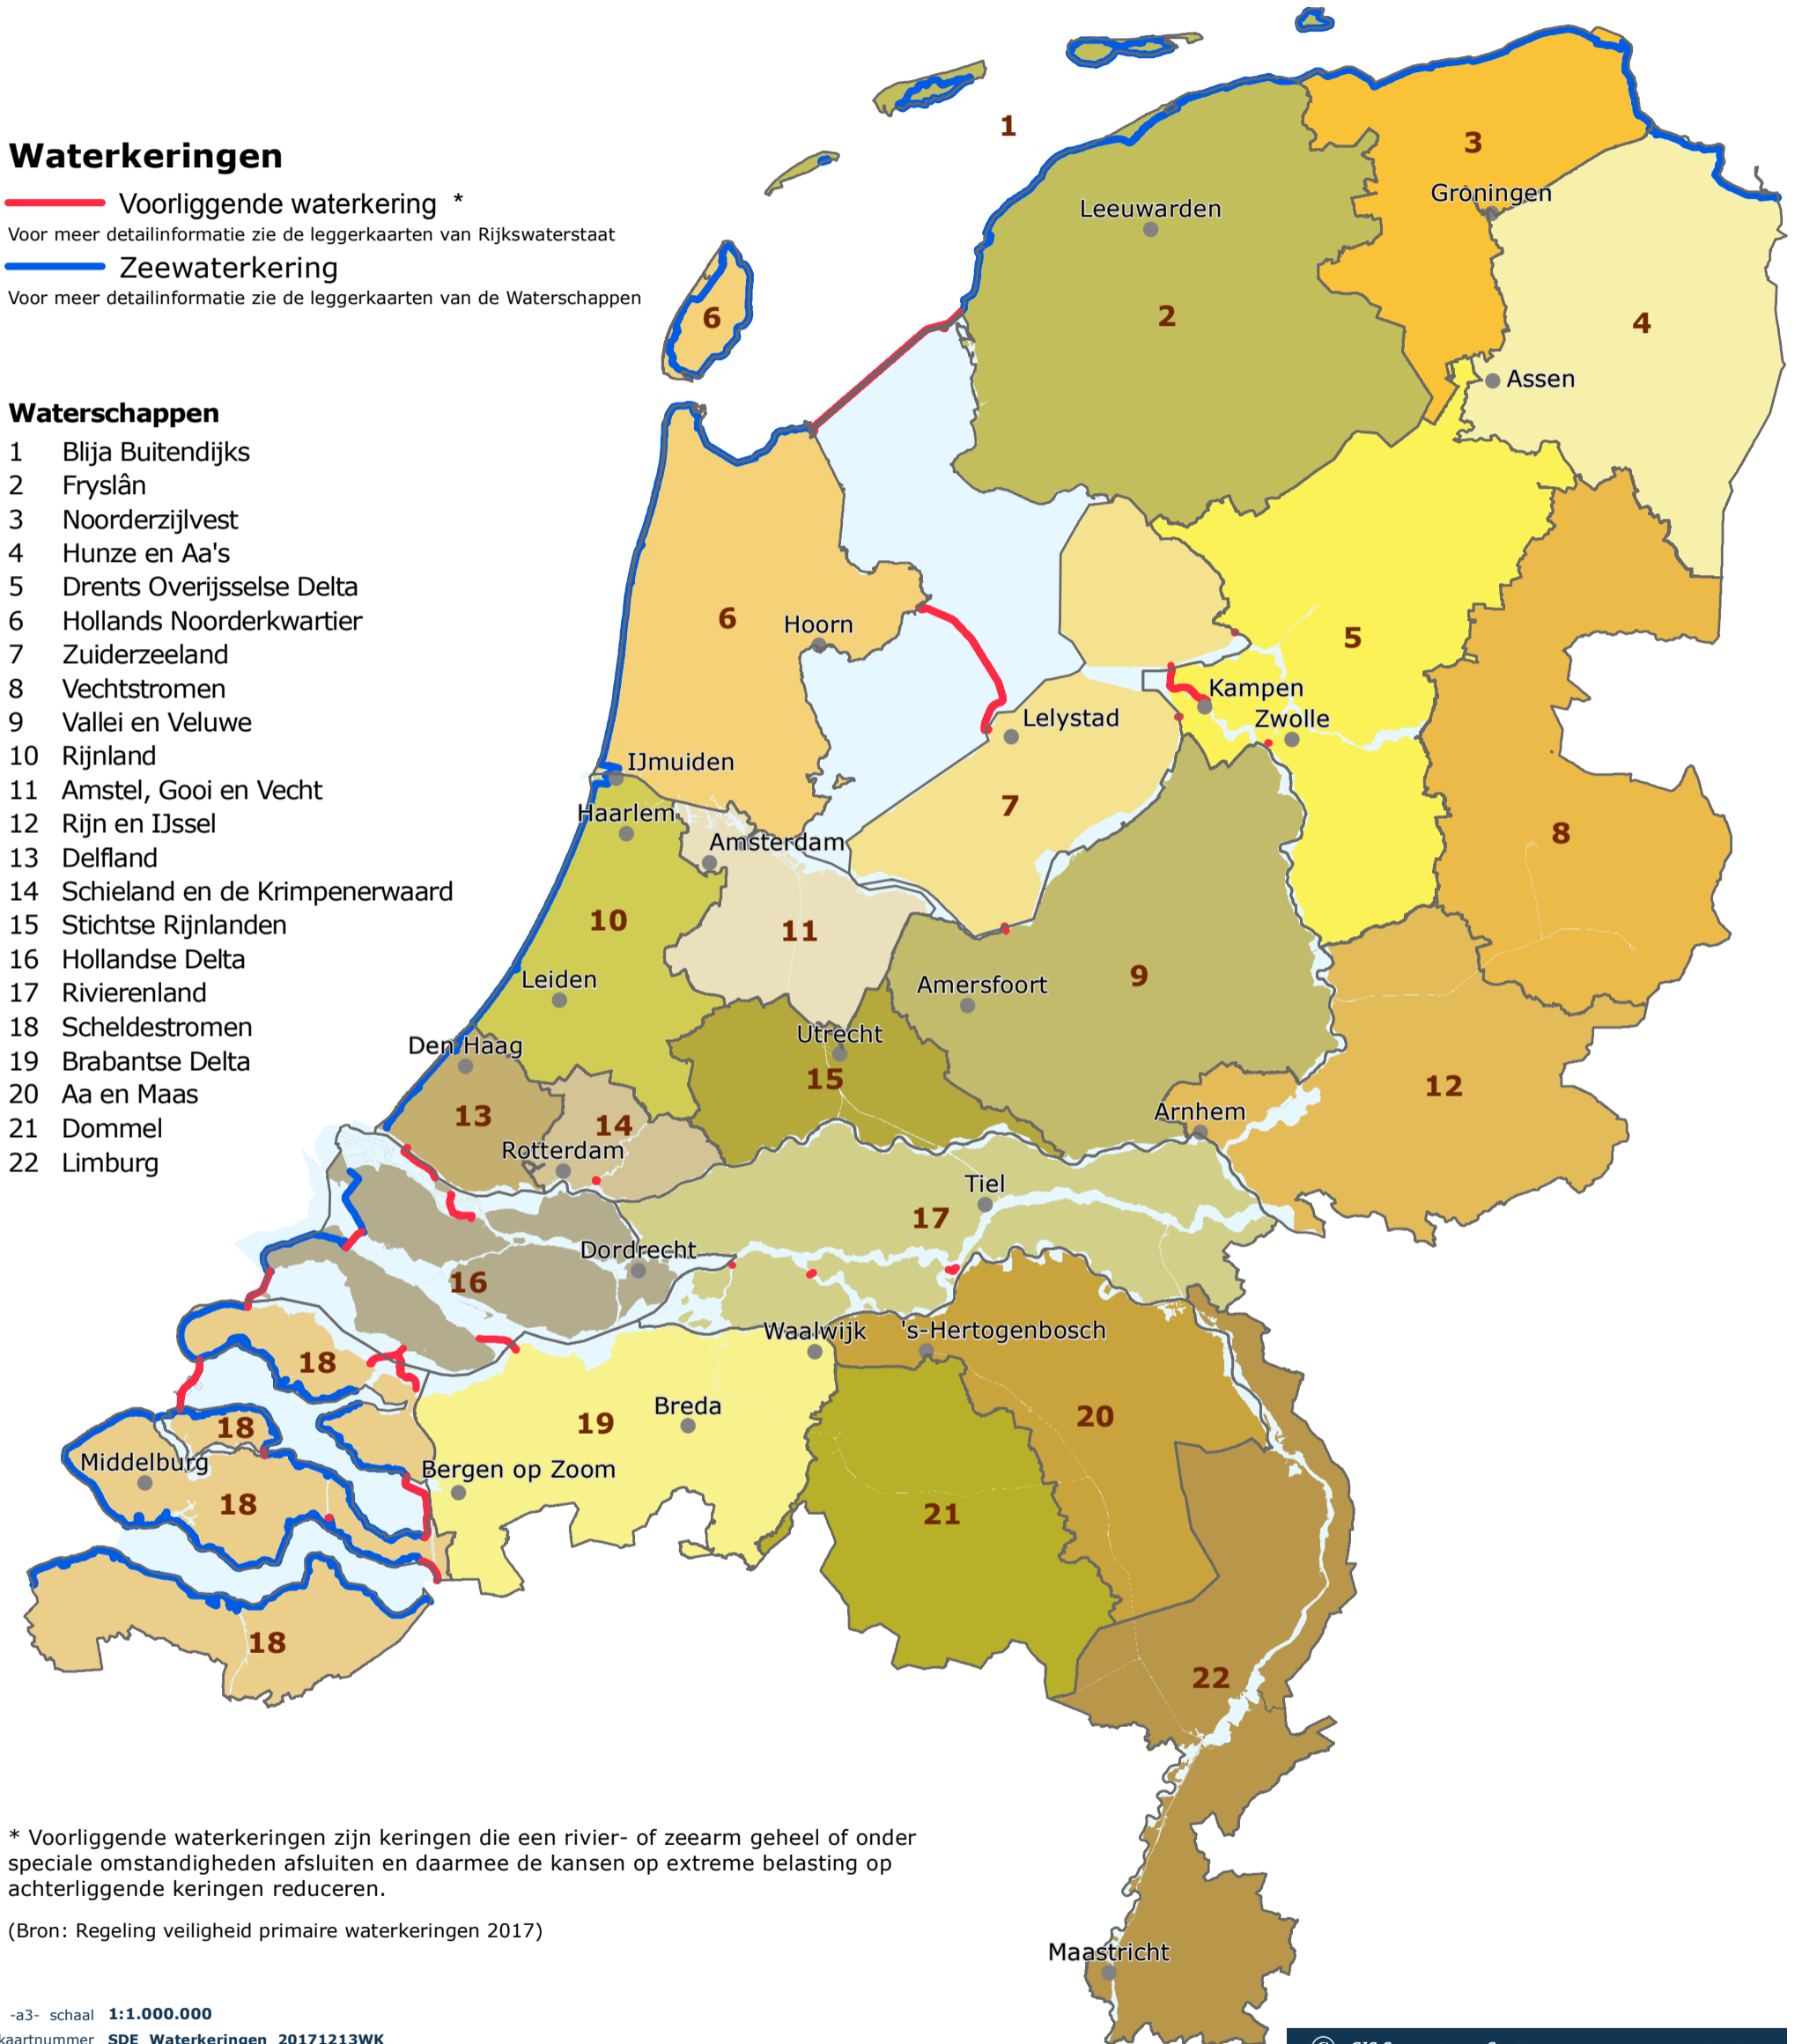 Waterkeringen
Voorliggende waterkering *
Voor meer detailinformatie zie de leggerkaarten van Rijkswaterstaat
Zeewaterkering
Voor meer detailinformatie zie de leggerkaarten van de Waterschappen
Waterschappen
1 Blija Buitendijks
2 Fryslân
3 Noorderzijlvest
4 Hunze en Aa's
5 Drents Overijsselse Delta
6 Hollands Noorderkwartier
7 Zuiderzeeland
8 Vechtstromen
9 Vallei en Veluwe
10 Rijnland
11 Amstel, Gooi en Vecht
12 Rijn en IJssel
13 Delfland
14 Schieland en de Krimpenerwaard
15 Stichtse Rijnlanden
16 Hollandse Delta
17 Rivierenland
18 Scheldestromen
19 Brabantse Delta
20 Aa en Maas
21 Dommel
22 Limburg
1
3
Groningen
Leeuwarden
2
6
4
Assen
6
Hoorn
5
Kampen
Lelystad
Zwolle
IJmuiden
7
Haarlem
8
Amsterdam
10
11
9
Leiden
Amersfoort
Utrecht
Den Haag
15
12
13
14
Arnhem
Rotterdam
Tiel
17
Dordrecht
16
Waalwijk
's-Hertogenbosch
18
Breda
20
19
18
Middelburg
Bergen op Zoom
18
21
18
22
Maastricht
* Voorliggende waterkeringen zijn keringen die een rivier- of zeearm geheel of onder
speciale omstandigheden afsluiten en daarmee de kansen op extreme belasting op
achterliggende keringen reduceren.
(Bron: Regeling veiligheid primaire waterkeringen 2017)
-a3- schaal 1:1.000.000
kaartnummer SDE_Waterkeringen_20171213WK